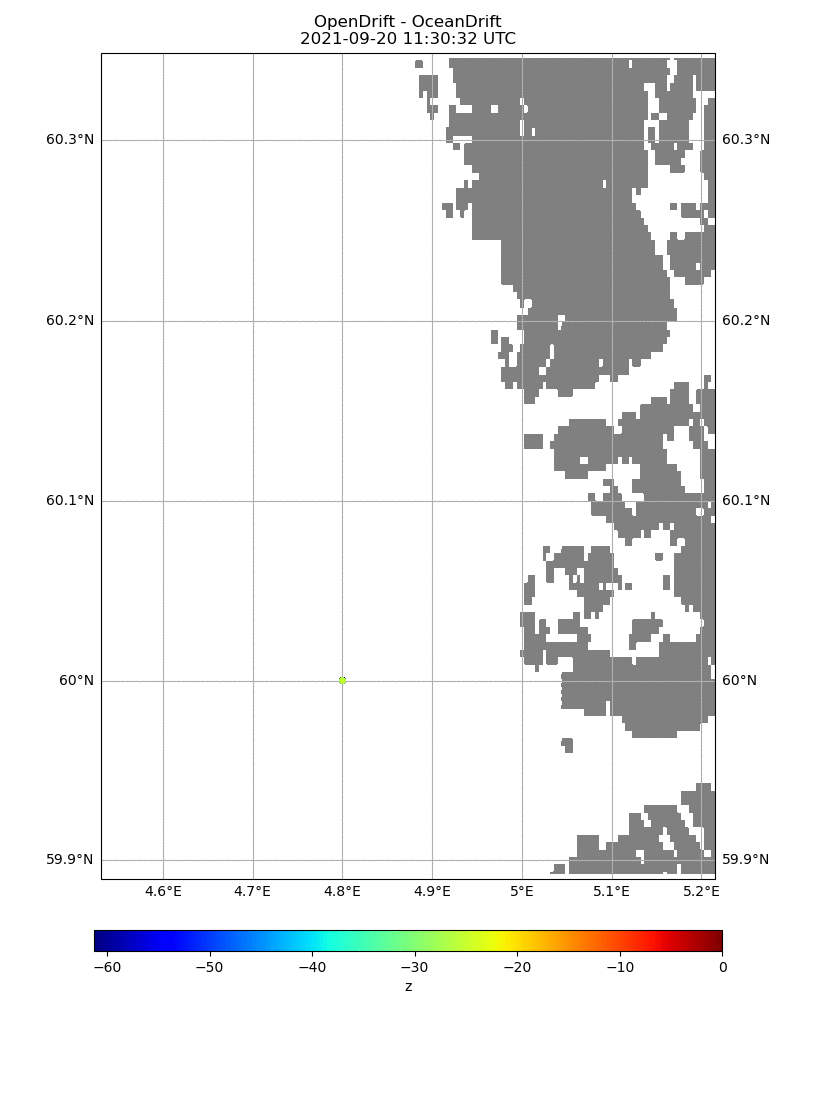 OpenDrift - OceanDrift
2021-09-20 11:30:32 UTC
60.3°N 60.3°N
60.2°N 60.2°N
60.1°N 60.1°N
60°N 60°N
59.9°N 59.9°N
4.6°E 4.7°E 4.8°E 4.9°E 5°E 5.1°E 5.2°E
−60 −50 −40 −30 −20 −10 0
z